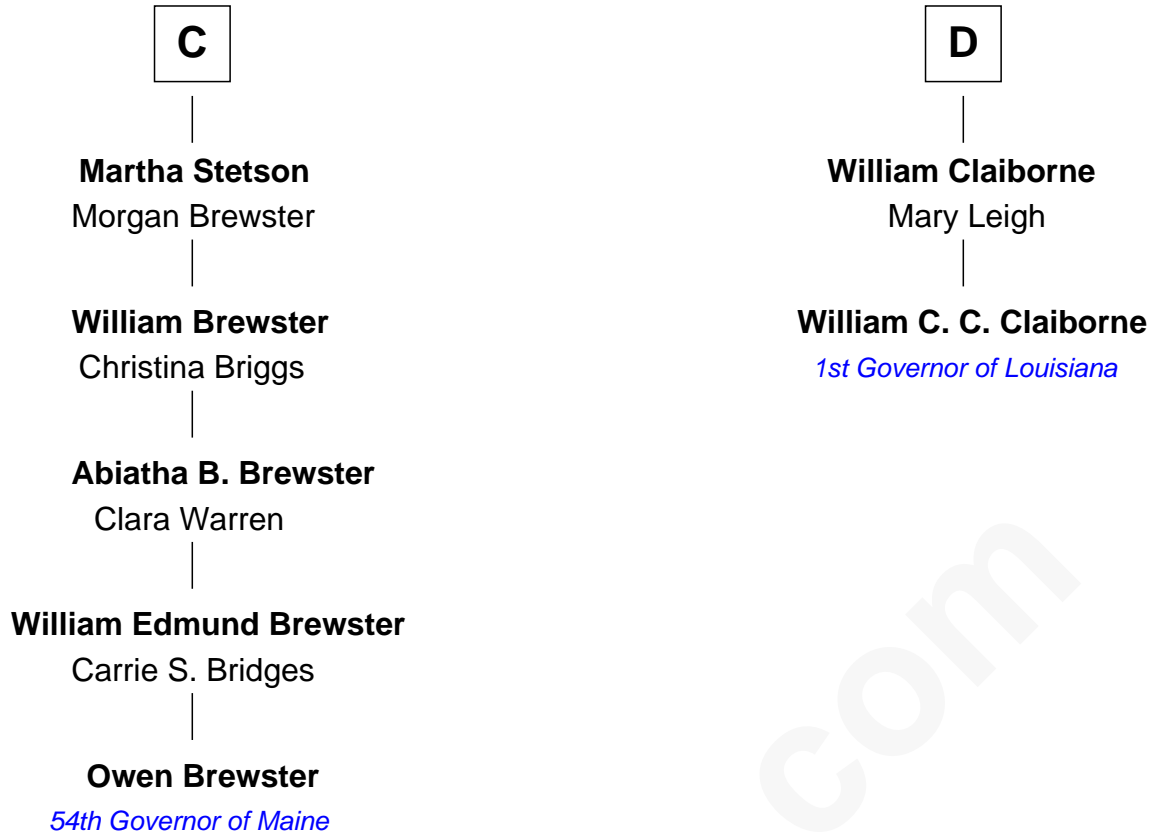 C
Martha Stetson
Morgan Brewster
William Brewster
Christina Briggs
Abiatha B. Brewster
Clara Warren
William Edmund Brewster
Carrie S. Bridges
Owen Brewster
54th Governor of Maine
D
William Claiborne
Mary Leigh
William C. C. Claiborne
1st Governor of Louisiana
com